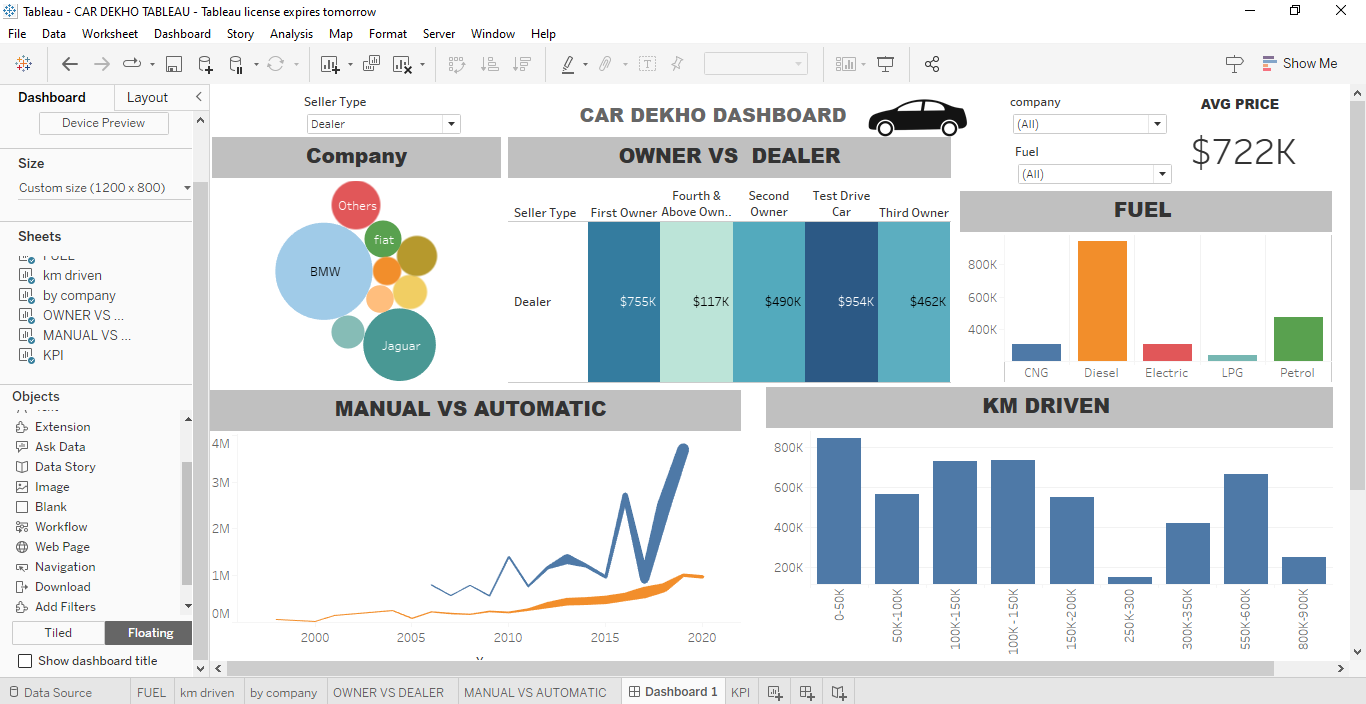 Tableau - CAR DEKHO TABLEAU - Tableau license expires tomorrow
File Data Worksheet Dashboard Story Analysis Map Format Server Window Help
Show Me
Dashboard Layout
Device Preview
Size
Custom size (1200 x 800)
Sheets
FUEL
km driven
by company
OWNER VS ...
MANUAL VS ...
KPI
Objects
Extension
Ask Data
Data Story
Image
Blank
Workflow
Web Page
Navigation
Download
Add Filters
Tiled Floating
Show dashboard title
Seller Type
Dealer
CAR DEKHO DASHBOARD
company
(All)
Fuel
(All)
AVG PRICE
$722K
Company
Others
fiat
BMW
Jaguar
OWNER VS DEALER
Seller Type First Owner Fourth & Above Own.. Second Owner Test Drive Car Third Owner
Dealer $755K $117K $490K $954K $462K
FUEL
800K
600K
400K
CNG Diesel Electric LPG Petrol
MANUAL VS AUTOMATIC
4M
3M
2M
1M
0M
2000 2005 2010 2015 2020
KM DRIVEN
800K
600K
400K
200K
0-50K 50K-100K 100K-150K 100K - 150K 150K-200K 250K-300 300K-350K 550K-600K 800K-900K
Data Source FUEL km driven by company OWNER VS DEALER MANUAL VS AUTOMATIC Dashboard 1 KPI